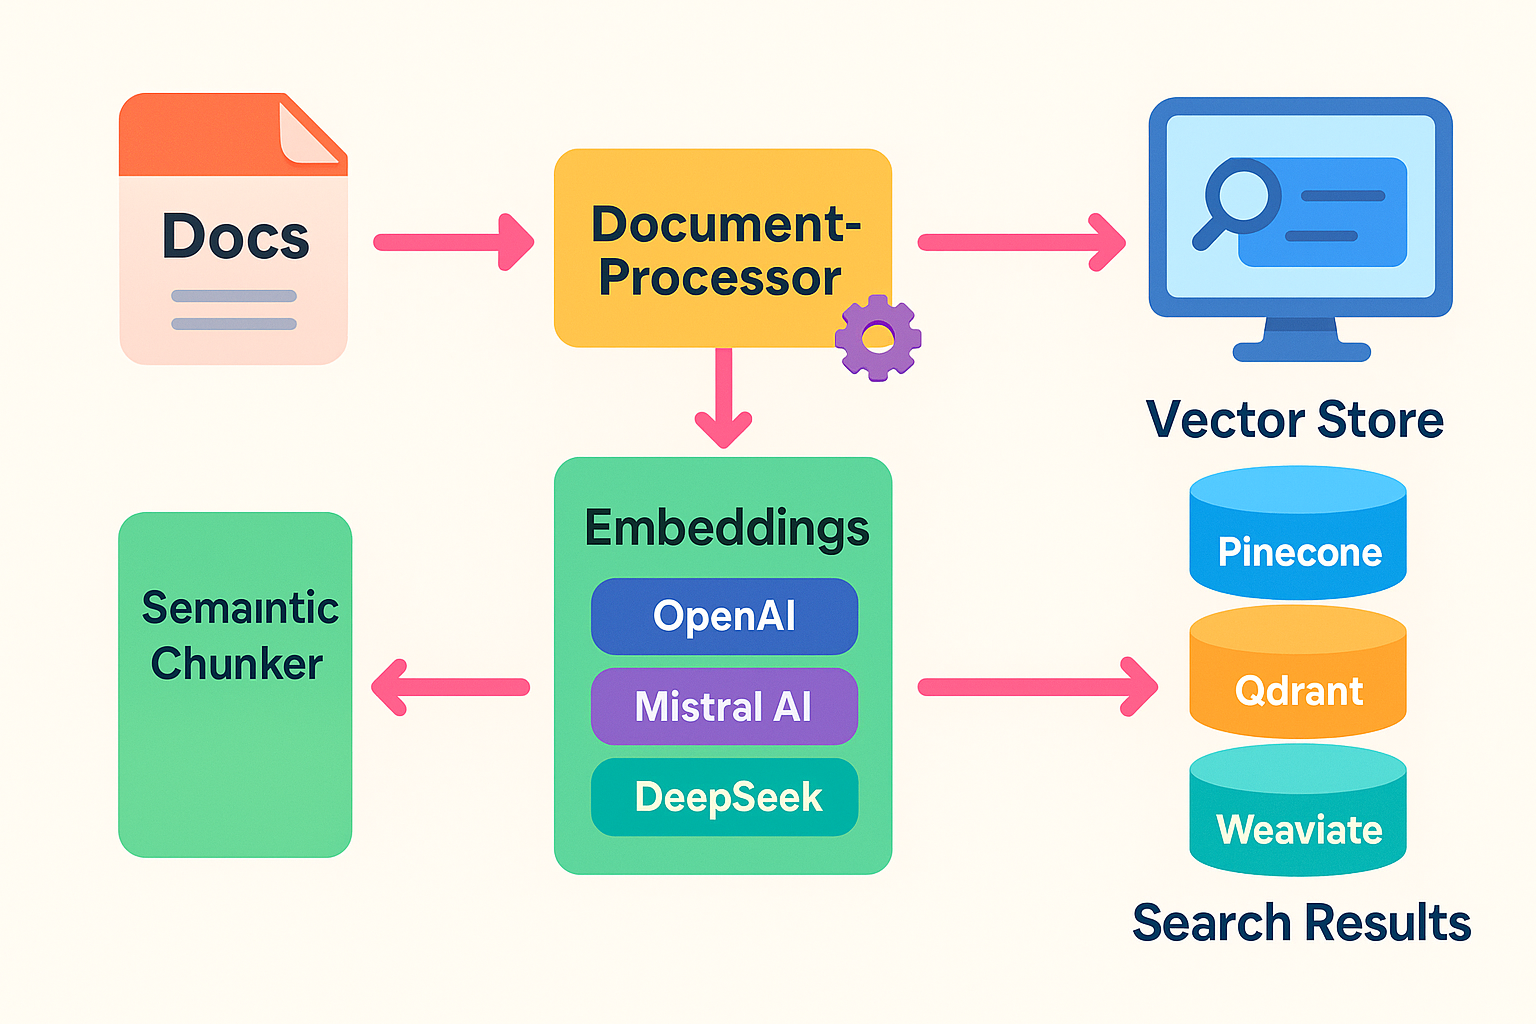 Docs
Document-
Processor
Vector Store
Embeddings
OpenAI
Mistral AI
DeepSeek
Semaintic
Chunker
Pinecone
Qdrant
Weaviate
Search Results